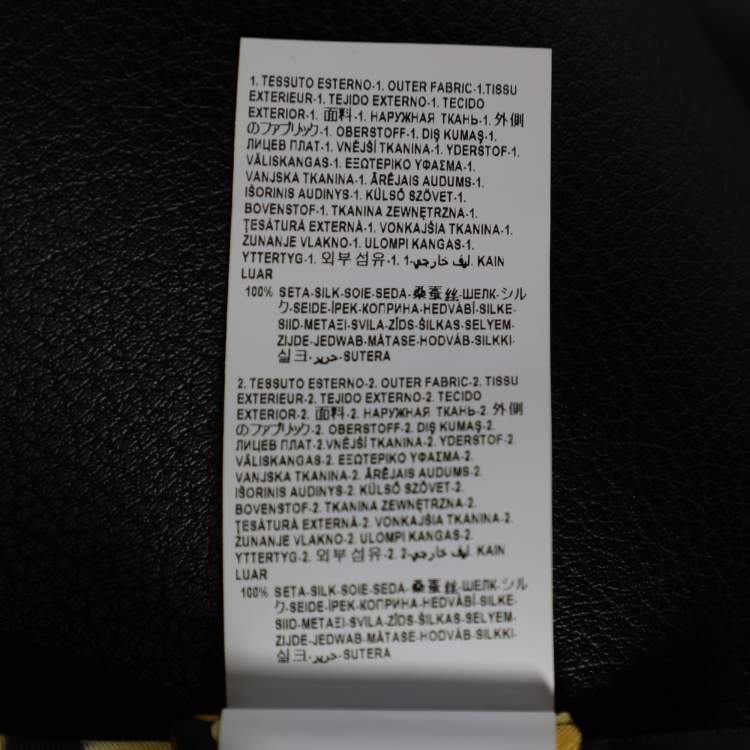 1. TESSUTO ESTERNO-1. OUTER FABRIC-1.TISSU
EXTERIEUR-1. TEJIDO EXTERNO-1. TECIDO
EXTERIOR-1. 面料-1. НАРУЖНАЯ ТКАНЬ-1. 外側
のファブリック-1. OBERSTOFF-1. DIŞ KUMAŞ-1.
ЛИЦЕВ ПЛАТ-1. VNĚJŠÍ TKANINA-1. YDERSTOF-1.
VÄLISKANGAS-1. ΕΞΩΤΕΡΙΚΟ ΥΦΑΣΜΑ-1.
VANJSKA TKANINA-1. ĀRĒJAIS AUDUMS-1.
IŠORINIS AUDINYS-1. KÜLSŐ SZÖVET-1.
BOVENSTOF-1. TKANINA ZEWNĘTRZNA-1.
ŢESĂTURĂ EXTERNĂ-1. VONKAJŠIA TKANINA-1.
ZUNANJE VLAKNO-1. ULOMPI KANGAS-1.
YTTERTYG-1. 외부 섬유-1. 1-ليف خارجي. KAIN
LUAR
100% SETA-SILK-SOIE-SEDA-桑蚕丝-ШЕЛК-シル
ク-SEIDE-İPEK-КОПРИНА-HEDVÁBÍ-SILKE-
SIID-ΜΕΤΑΞΙ-SVILA-ZĪDS-ŠILKAS-SELYEM-
ZIJDE-JEDWAB-MĂTASE-HODVÁB-SILKKI-
실크-حرير-SUTERA
2. TESSUTO ESTERNO-2. OUTER FABRIC-2. TISSU
EXTERIEUR-2. TEJIDO EXTERNO-2. TECIDO
EXTERIOR-2. 面料-2. НАРУЖНАЯ ТКАНЬ-2. 外側
のファブリック-2. OBERSTOFF-2. DIŞ KUMAŞ-2.
ЛИЦЕВ ПЛАТ-2.VNĚJŠÍ TKANINA-2. YDERSTOF-2.
VÄLISKANGAS-2. ΕΞΩΤΕΡΙΚΟ ΥΦΑΣΜΑ-2.
VANJSKA TKANINA-2. ĀRĒJAIS AUDUMS-2.
IŠORINIS AUDINYS-2. KÜLSŐ SZÖVET-2.
BOVENSTOF-2. TKANINA ZEWNĘTRZNA-2.
ŢESĂTURĂ EXTERNĂ-2. VONKAJŠIA TKANINA-2.
ZUNANJE VLAKNO-2. ULOMPI KANGAS-2.
YTTERTYG-2. 외부 섬유-2. 2-ليف خارجي. KAIN
LUAR
100% SETA-SILK-SOIE-SEDA-桑蚕丝-ШЕЛК-シル
ク-SEIDE-İPEK-КОПРИНА-HEDVÁBÍ-SILKE-
SIID-ΜΕΤΑΞΙ-SVILA-ZĪDS-ŠILKAS-SELYEM-
ZIJDE-JEDWAB-MĂTASE-HODVÁB-SILKKI-
실크-حرير-SUTERA